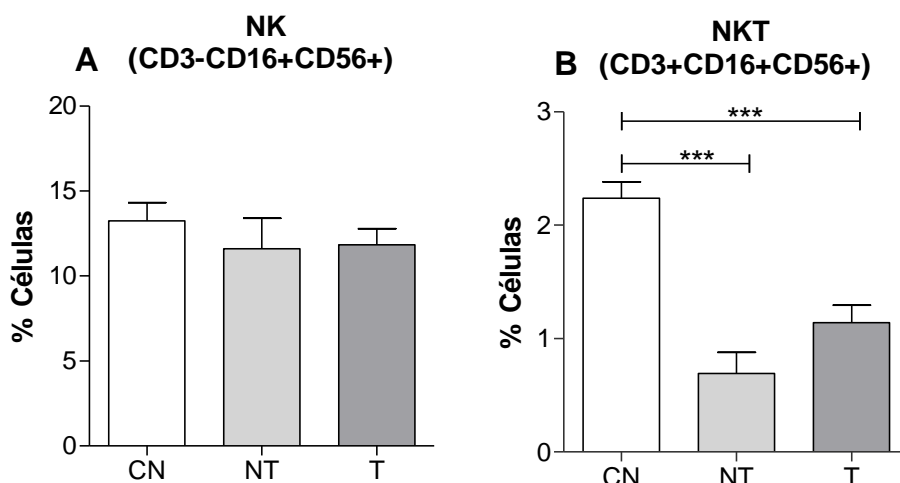 A
NK
(CD3-CD16+CD56+)
% Células
20
15
10
5
0
CN NT T
B
NKT
(CD3+CD16+CD56+)
% Células
3
2
1
0
***
***
CN NT T